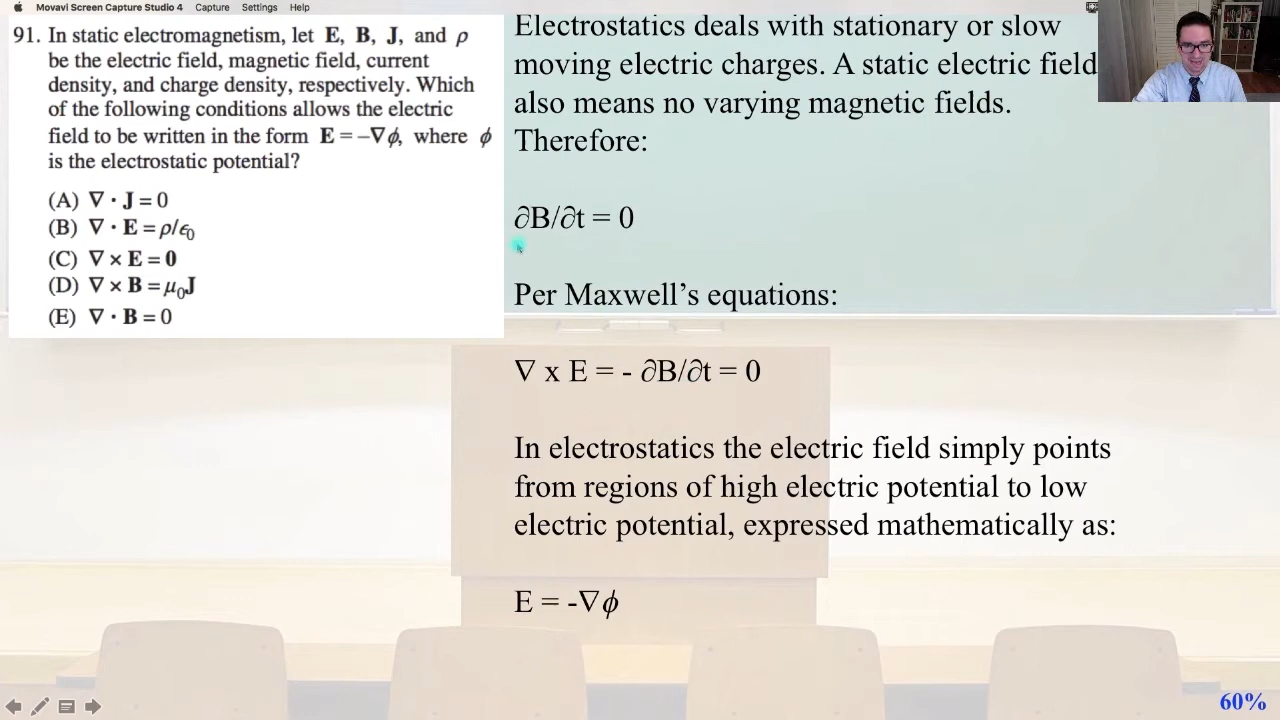 Movavi Screen Capture Studio 4 Capture Settings Help
91. In static electromagnetism, let E, B, J, and ρ
be the electric field, magnetic field, current
density, and charge density, respectively. Which
of the following conditions allows the electric
field to be written in the form E = −∇ϕ, where ϕ
is the electrostatic potential?
(A) ∇ · J = 0
(B) ∇ · E = ρ/ϵ₀
(C) ∇ × E = 0
(D) ∇ × B = μ₀J
(E) ∇ · B = 0
Electrostatics deals with stationary or slow
moving electric charges. A static electric field
also means no varying magnetic fields.
Therefore:
∂B/∂t = 0
Per Maxwell’s equations:
∇ x E = - ∂B/∂t = 0
In electrostatics the electric field simply points
from regions of high electric potential to low
electric potential, expressed mathematically as:
E = -∇ϕ
60%